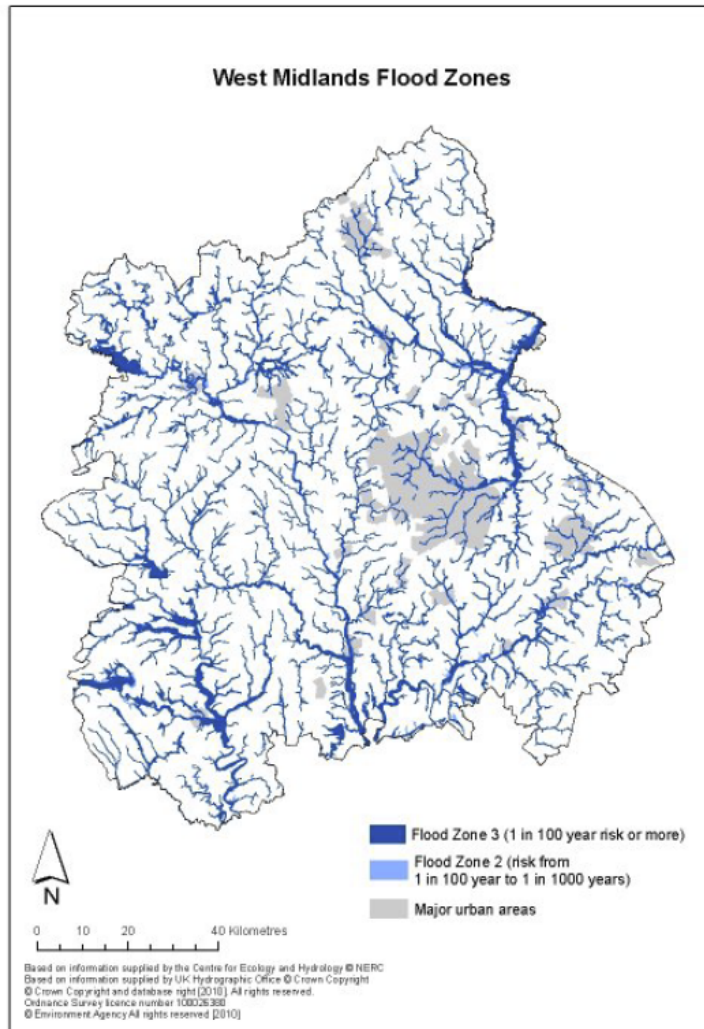 West Midlands Flood Zones
Flood Zone 3 (1 in 100 year risk or more)
Flood Zone 2 (risk from
1 in 100 year to 1 in 1000 years)
Major urban areas
N
0 10 20 40 Kilometres
Based on information supplied by the Centre for Ecology and Hydrology © NERC
Based on information supplied by UK Hydrographic Office © Crown Copyright
© Crown Copyright and database right [2010]. All rights reserved.
Ordnance Survey licence number 100026380
© Environment Agency All rights reserved [2010]